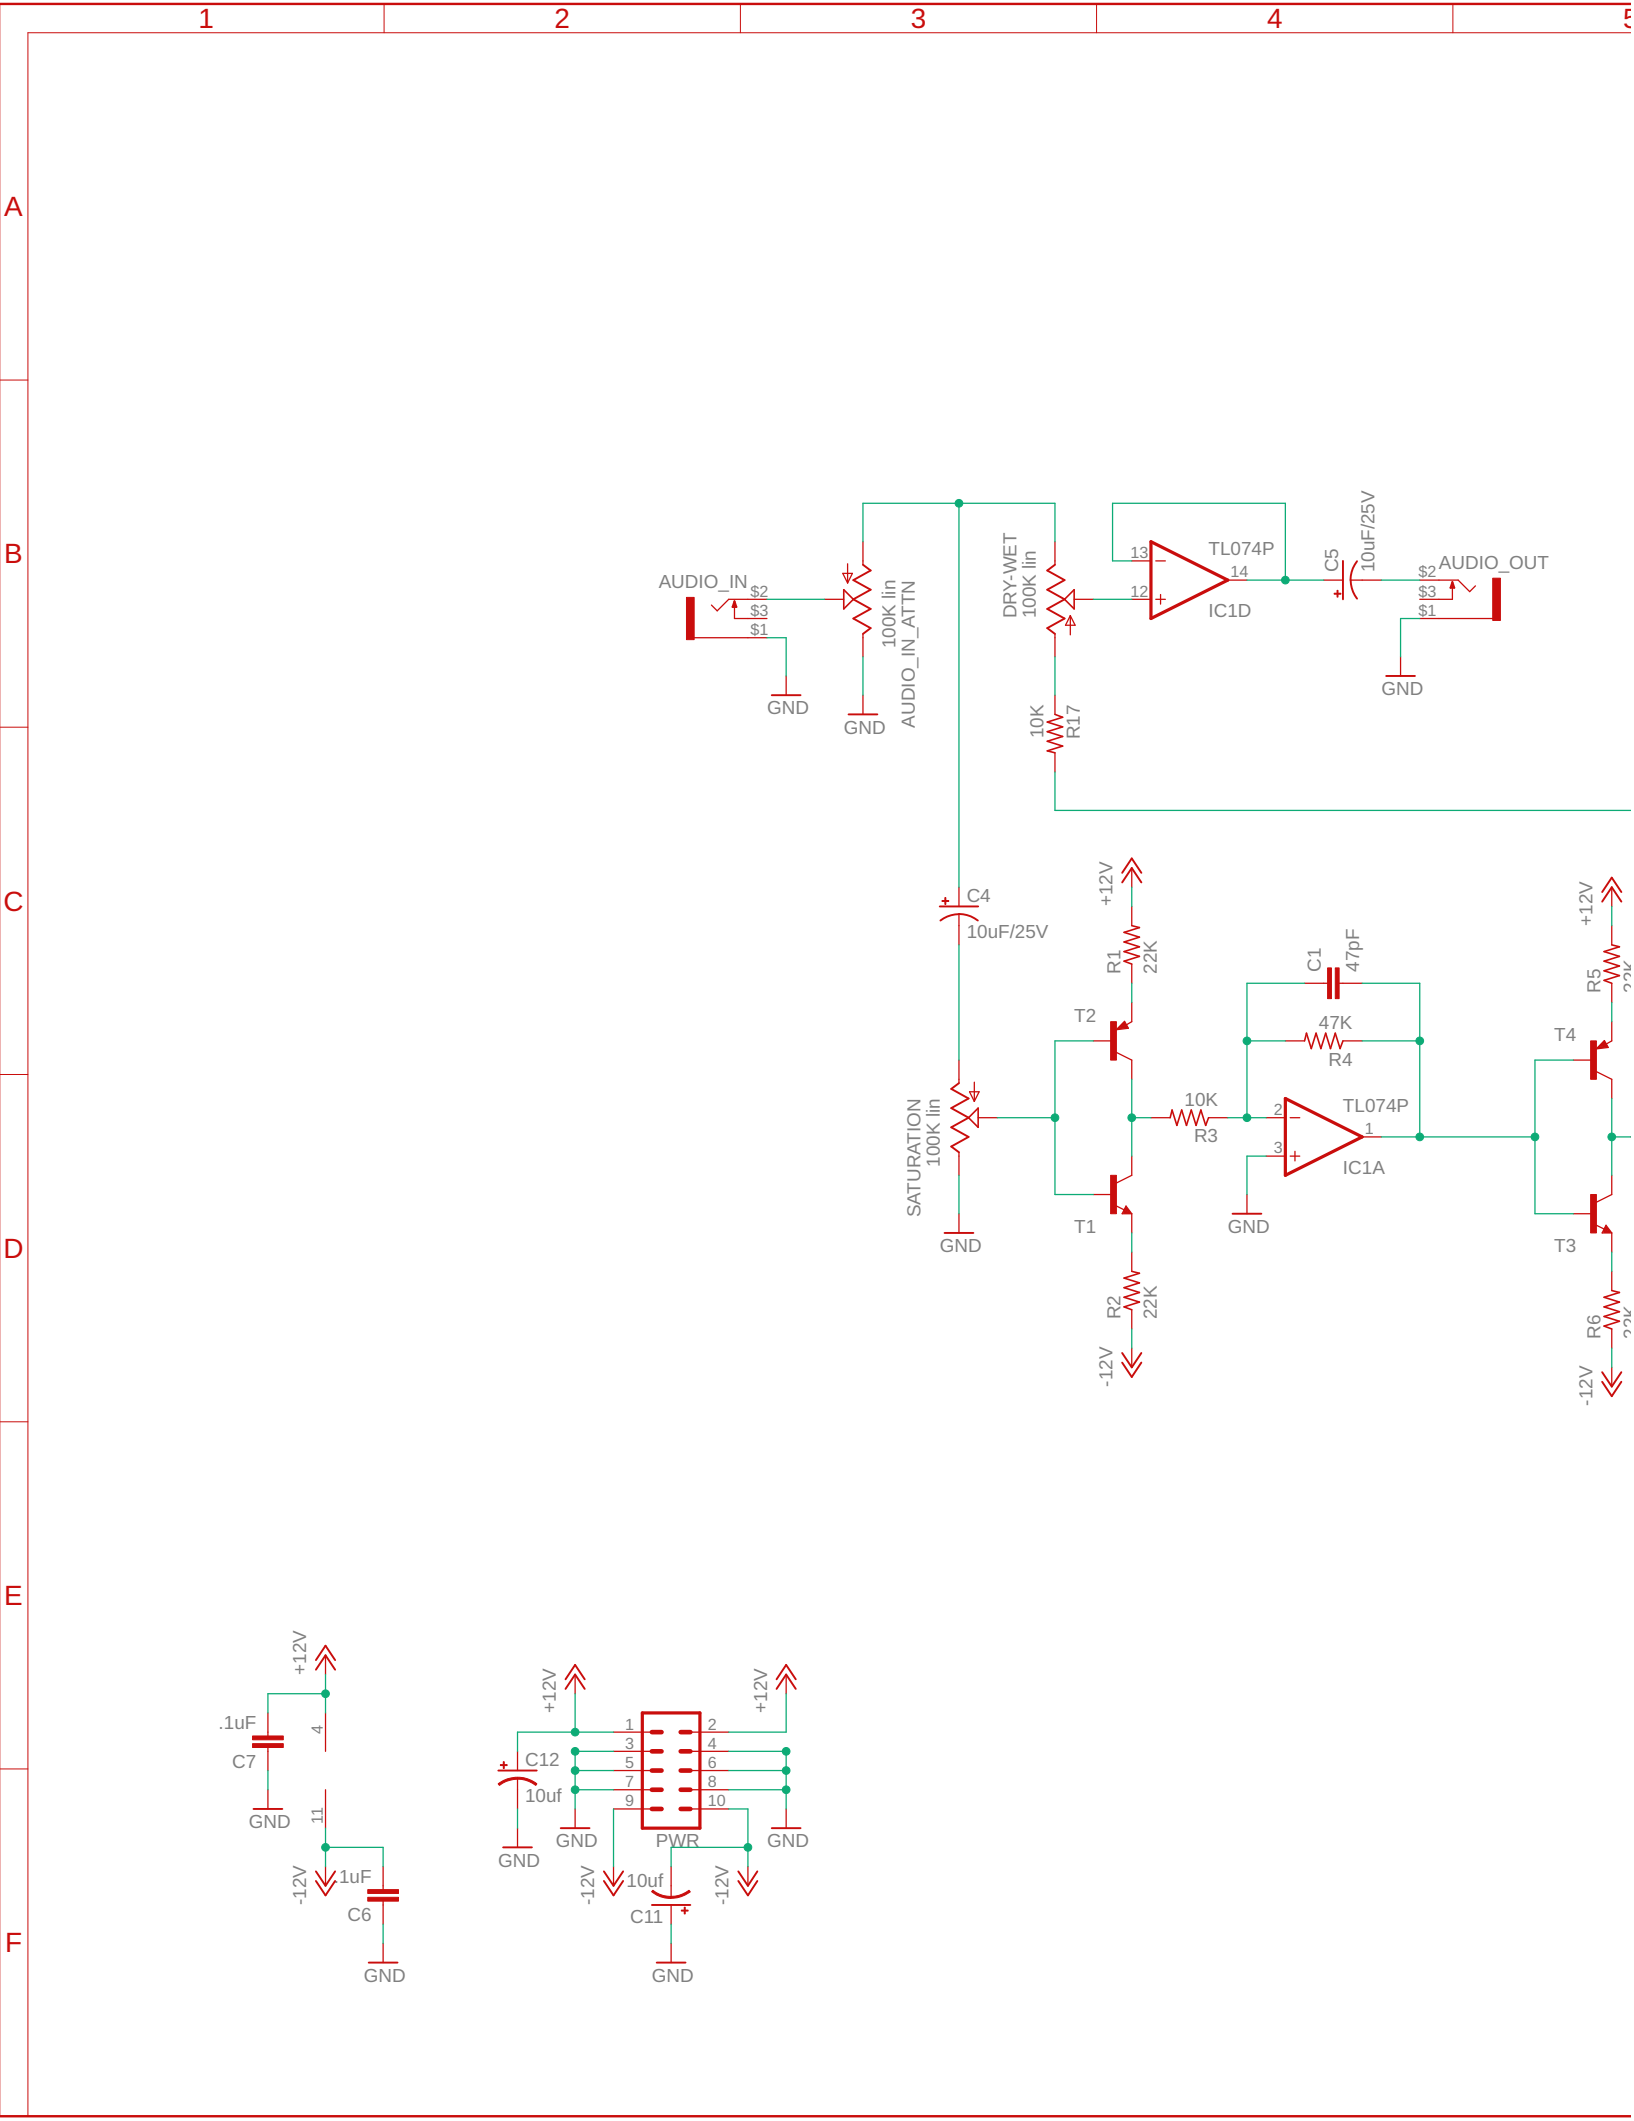 1 2 3 4 5
A
B
C
D
E
F
AUDIO_IN
$2
$3
$1
GND
100K lin
AUDIO_IN_ATTN
GND
DRY-WET
100K lin
13
12
14
TL074P
IC1D
C5
10uF/25V
AUDIO_OUT
$2
$3
$1
GND
10K
R17
C4
10uF/25V
+12V
R1
22K
T2
T1
R2
22K
-12V
SATURATION
100K lin
GND
10K
R3
C1
47pF
47K
R4
2
3
1
TL074P
IC1A
GND
+12V
R5
22K
T4
T3
R6
22K
-12V
+12V
.1uF
C7
4
GND
11
-12V
.1uF
C6
GND
+12V
+12V
1 2
3 4
5 6
7 8
9 10
C12
10uf
GND
GND
PWR
GND
-12V
10uf
-12V
C11
GND